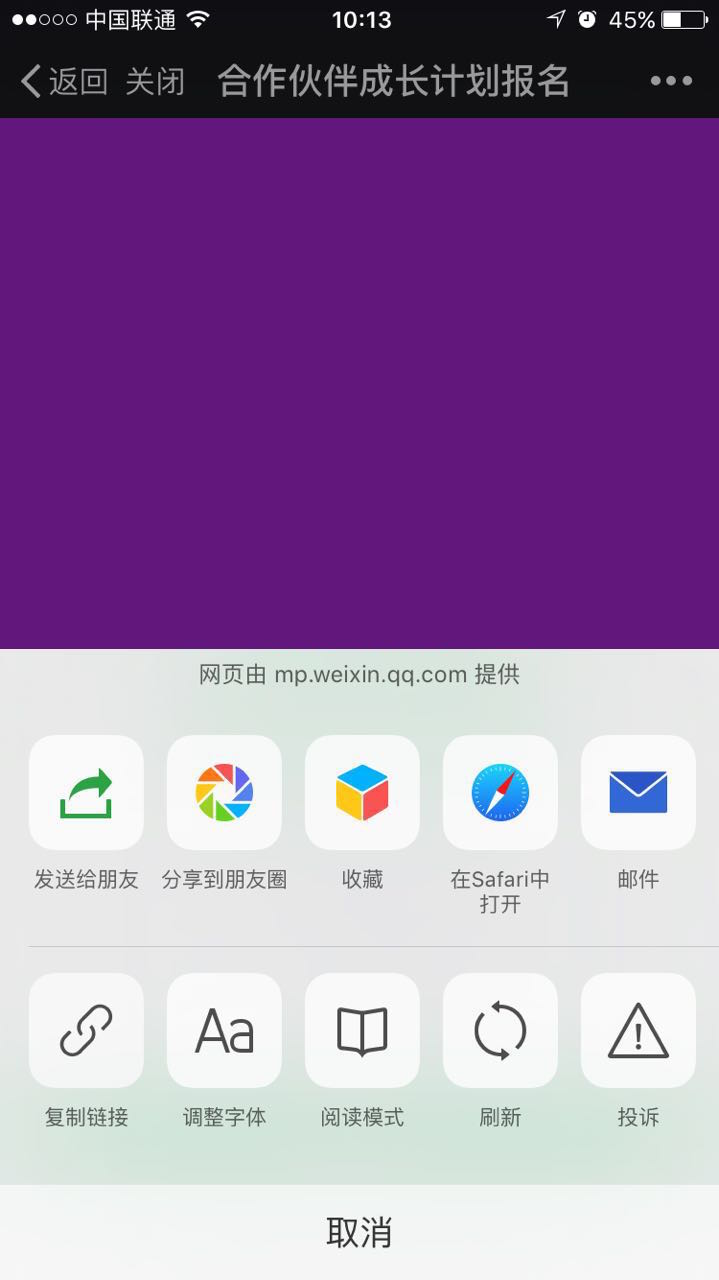 中国联通 10:13 45%
返回 关闭 合作伙伴成长计划报名
网页由 mp.weixin.qq.com 提供
发送给朋友 分享到朋友圈 收藏 在Safari中打开 邮件
Aa
复制链接 调整字体 阅读模式 刷新 投诉
取消